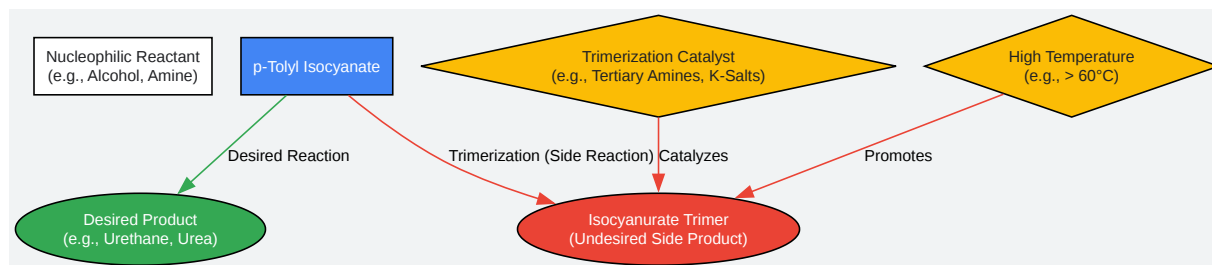 Nucleophilic Reactant
(e.g., Alcohol, Amine)
p-Tolyl Isocyanate
Trimerization Catalyst
(e.g., Tertiary Amines, K-Salts)
High Temperature
(e.g., > 60°C)
Desired Reaction
Trimerization (Side Reaction)
Catalyzes
Promotes
Desired Product
(e.g., Urethane, Urea)
Isocyanurate Trimer
(Undesired Side Product)